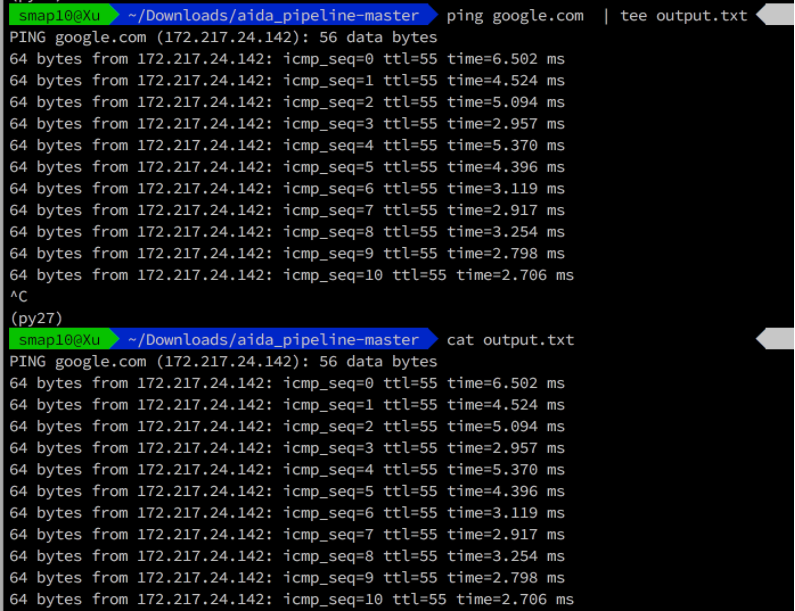 smap10@Xu ~/Downloads/aida_pipeline-master ping google.com | tee output.txt
PING google.com (172.217.24.142): 56 data bytes
64 bytes from 172.217.24.142: icmp_seq=0 ttl=55 time=6.502 ms
64 bytes from 172.217.24.142: icmp_seq=1 ttl=55 time=4.524 ms
64 bytes from 172.217.24.142: icmp_seq=2 ttl=55 time=5.094 ms
64 bytes from 172.217.24.142: icmp_seq=3 ttl=55 time=2.957 ms
64 bytes from 172.217.24.142: icmp_seq=4 ttl=55 time=5.370 ms
64 bytes from 172.217.24.142: icmp_seq=5 ttl=55 time=4.396 ms
64 bytes from 172.217.24.142: icmp_seq=6 ttl=55 time=3.119 ms
64 bytes from 172.217.24.142: icmp_seq=7 ttl=55 time=2.917 ms
64 bytes from 172.217.24.142: icmp_seq=8 ttl=55 time=3.254 ms
64 bytes from 172.217.24.142: icmp_seq=9 ttl=55 time=2.798 ms
64 bytes from 172.217.24.142: icmp_seq=10 ttl=55 time=2.706 ms
^C
(py27)
smap10@Xu ~/Downloads/aida_pipeline-master cat output.txt
PING google.com (172.217.24.142): 56 data bytes
64 bytes from 172.217.24.142: icmp_seq=0 ttl=55 time=6.502 ms
64 bytes from 172.217.24.142: icmp_seq=1 ttl=55 time=4.524 ms
64 bytes from 172.217.24.142: icmp_seq=2 ttl=55 time=5.094 ms
64 bytes from 172.217.24.142: icmp_seq=3 ttl=55 time=2.957 ms
64 bytes from 172.217.24.142: icmp_seq=4 ttl=55 time=5.370 ms
64 bytes from 172.217.24.142: icmp_seq=5 ttl=55 time=4.396 ms
64 bytes from 172.217.24.142: icmp_seq=6 ttl=55 time=3.119 ms
64 bytes from 172.217.24.142: icmp_seq=7 ttl=55 time=2.917 ms
64 bytes from 172.217.24.142: icmp_seq=8 ttl=55 time=3.254 ms
64 bytes from 172.217.24.142: icmp_seq=9 ttl=55 time=2.798 ms
64 bytes from 172.217.24.142: icmp_seq=10 ttl=55 time=2.706 ms